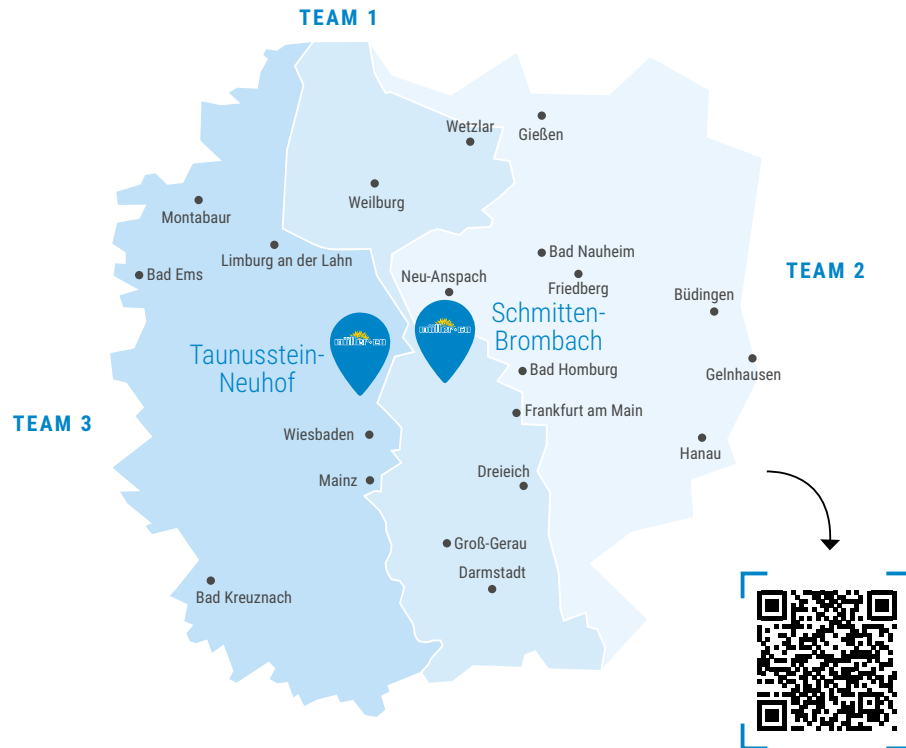 TEAM 1
Wetzlar
Gießen
Weilburg
Montabaur
Limburg an der Lahn
Bad Ems
Neu-Anspach
Bad Nauheim
Friedberg
TEAM 2
Büdingen
Schmitten-
Brombach
Taunusstein-
Neuhof
Bad Homburg
Gelnhausen
Frankfurt am Main
TEAM 3
Wiesbaden
Hanau
Mainz
Dreieich
Groß-Gerau
Darmstadt
Bad Kreuznach